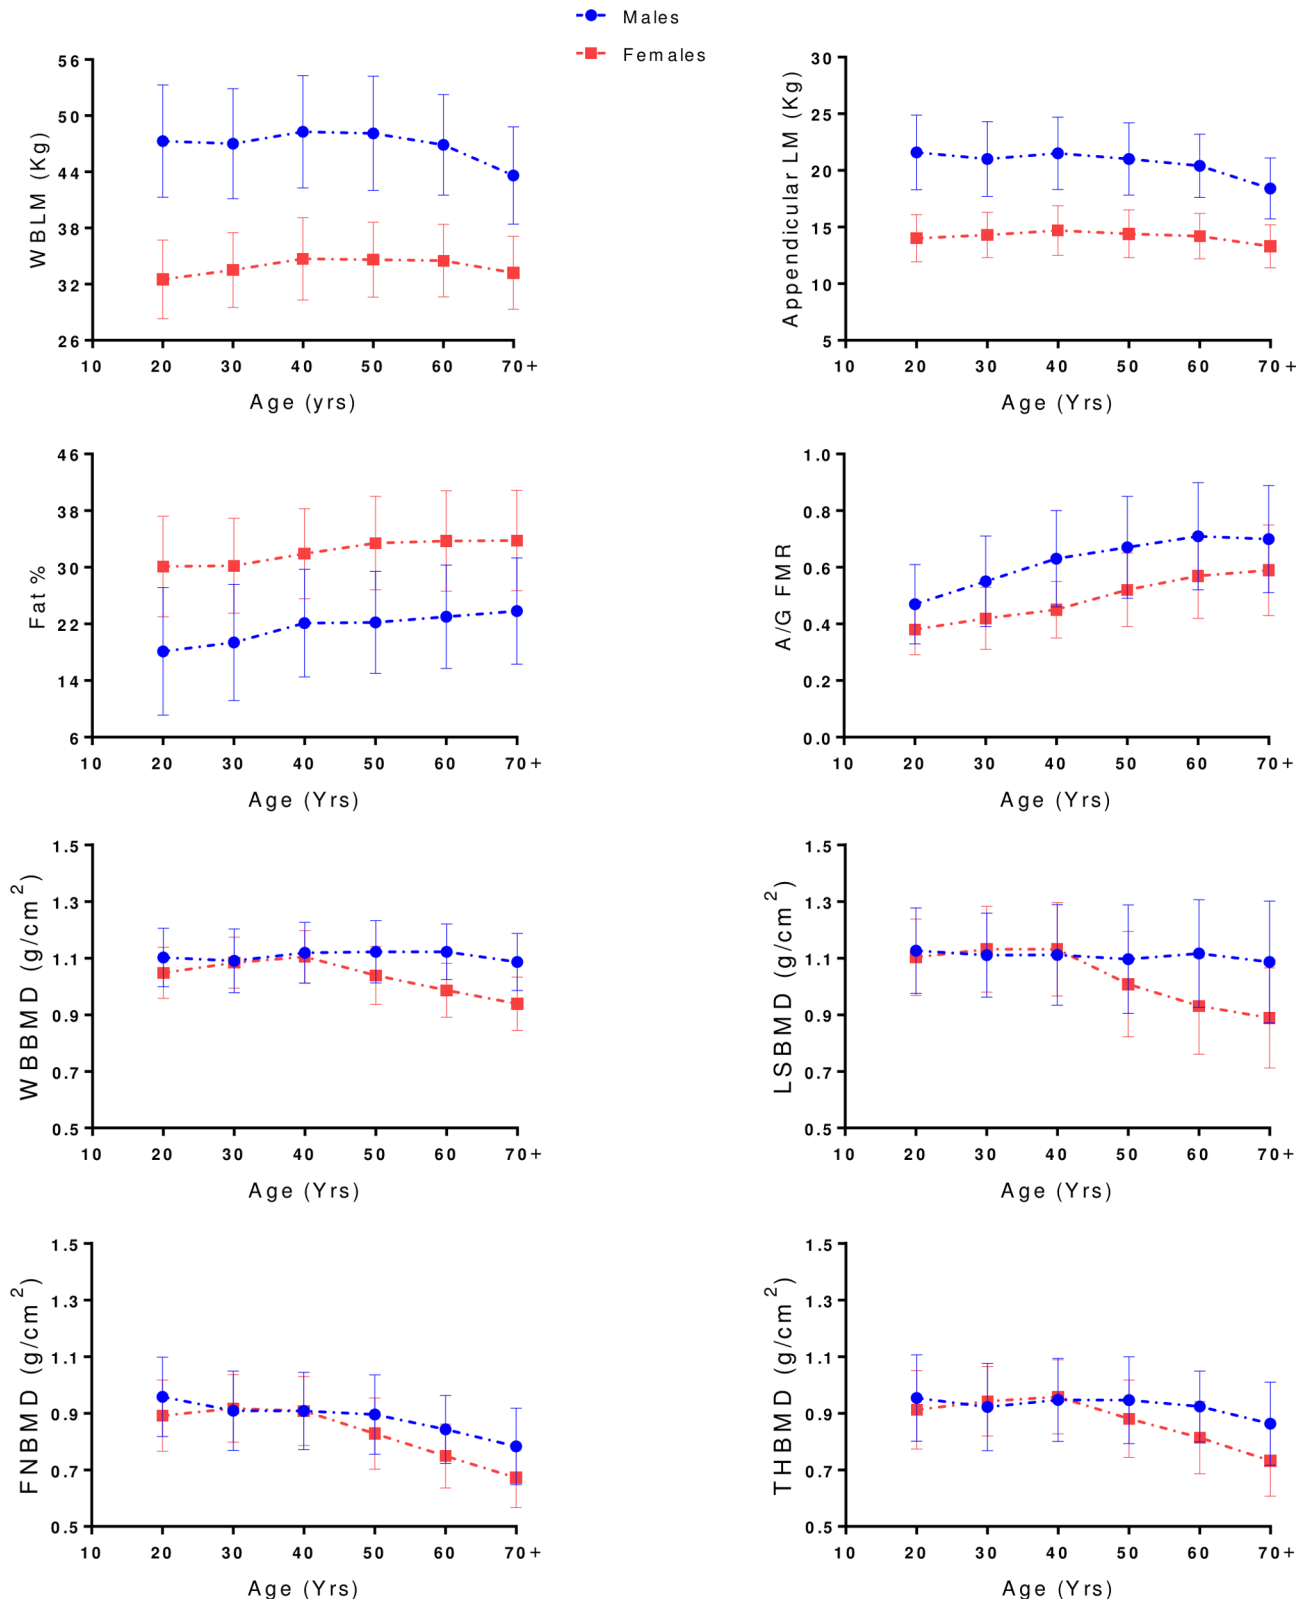 Males
Females
WBLM (Kg)
56
50
44
38
32
26
10 20 30 40 50 60 70+
Age (yrs)
Appendicular LM (Kg)
30
25
20
15
10
5
10 20 30 40 50 60 70+
Age (Yrs)
Fat %
46
38
30
22
14
6
10 20 30 40 50 60 70+
Age (Yrs)
A/G FMR
1.0
0.8
0.6
0.4
0.2
0.0
10 20 30 40 50 60 70+
Age (Yrs)
WBBMD (g/cm²)
1.5
1.3
1.1
0.9
0.7
0.5
10 20 30 40 50 60 70+
Age (Yrs)
LSBMD (g/cm²)
1.5
1.3
1.1
0.9
0.7
0.5
10 20 30 40 50 60 70+
Age (Yrs)
FNBMD (g/cm²)
1.5
1.3
1.1
0.9
0.7
0.5
10 20 30 40 50 60 70+
Age (Yrs)
THBMD (g/cm²)
1.5
1.3
1.1
0.9
0.7
0.5
10 20 30 40 50 60 70+
Age (Yrs)